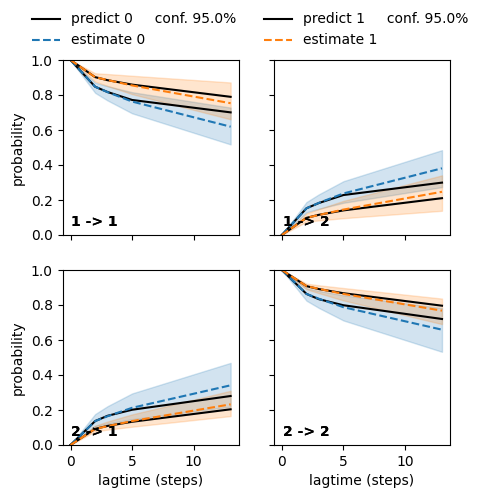 predict 0 conf. 95.0% predict 1 conf. 95.0%
estimate 0 estimate 1
1.0
0.8
0.6
0.4
0.2
0.0
probability
1 -> 1
1 -> 2
1.0
0.8
0.6
0.4
0.2
0.0
probability
2 -> 1
2 -> 2
0 5 10 0 5 10
lagtime (steps) lagtime (steps)